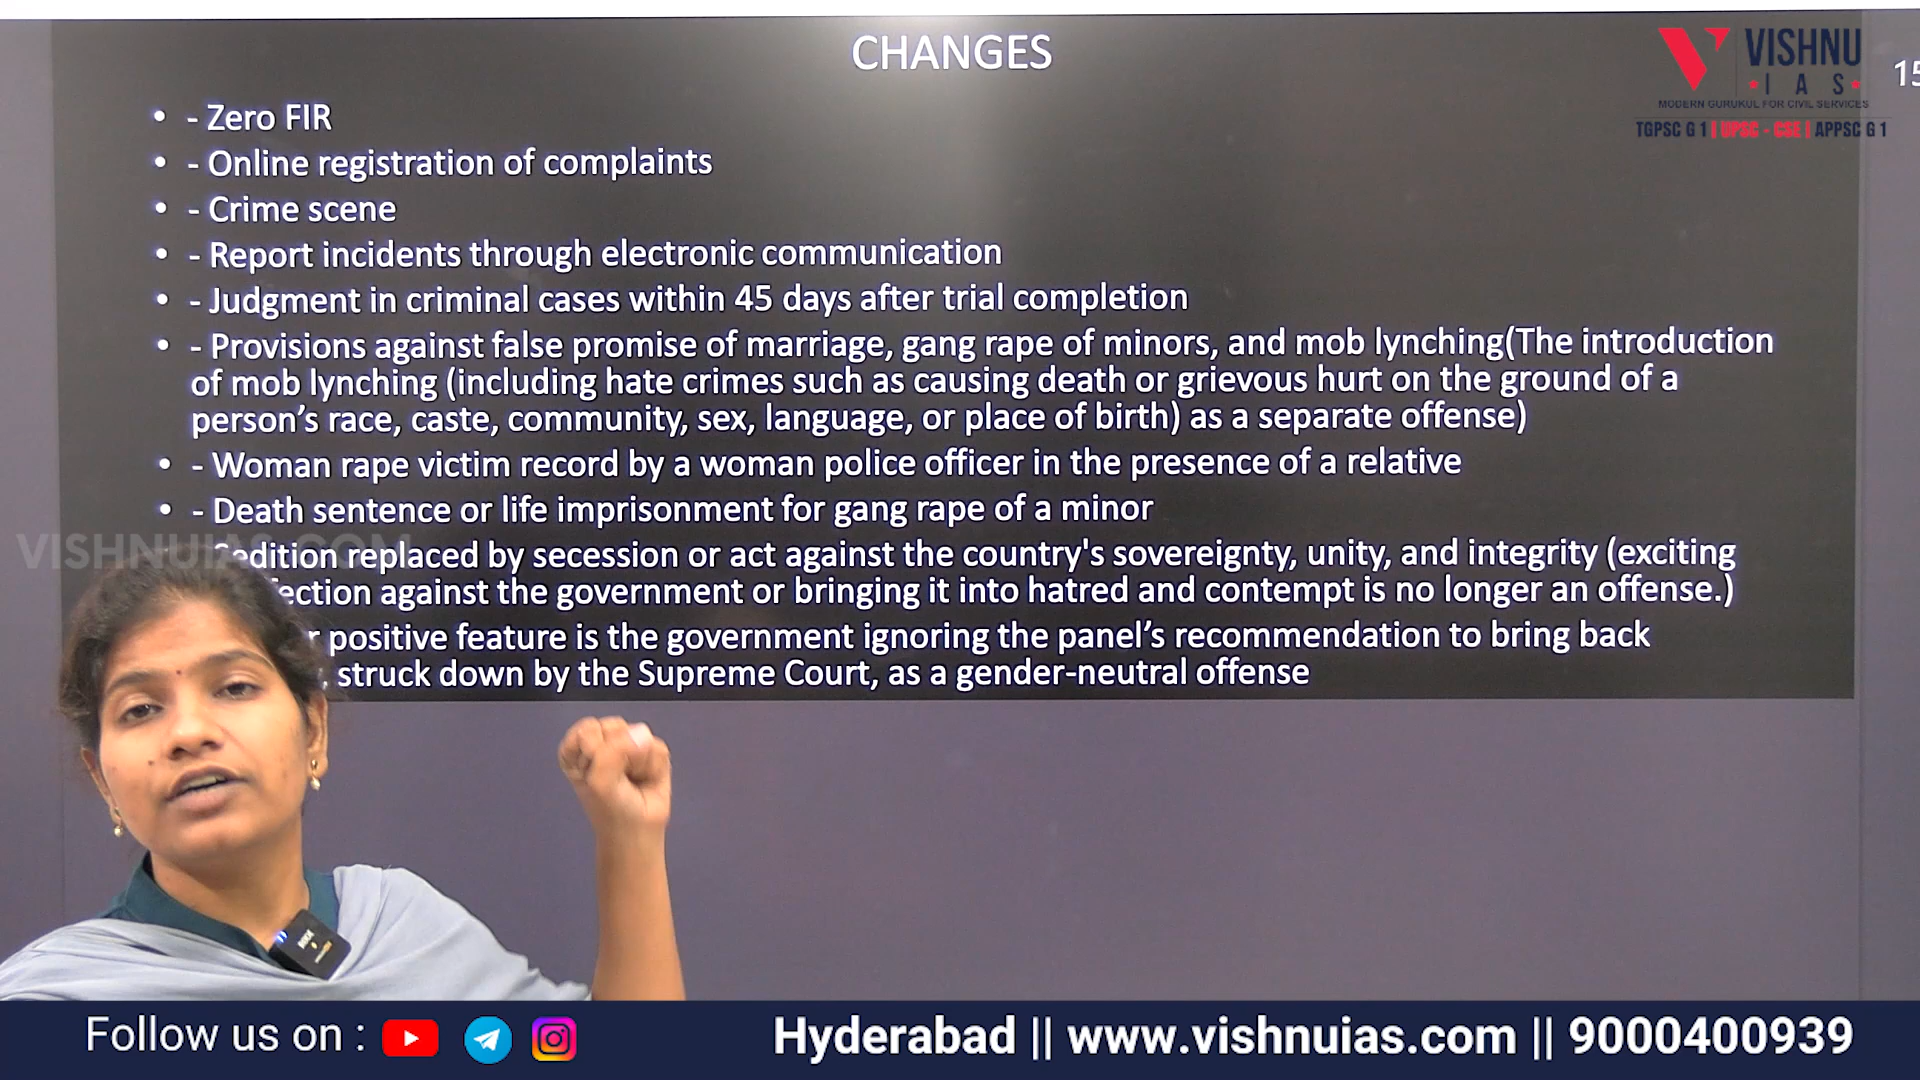 CHANGES
VISHNU
• I A S •
MODERN GURUKUL FOR CIVIL SERVICES
TGPSC G 1 | UPSC - CSE | APPSC G 1
15
• - Zero FIR
• - Online registration of complaints
• - Crime scene
• - Report incidents through electronic communication
• - Judgment in criminal cases within 45 days after trial completion
• - Provisions against false promise of marriage, gang rape of minors, and mob lynching(The introduction
of mob lynching (including hate crimes such as causing death or grievous hurt on the ground of a
person's race, caste, community, sex, language, or place of birth) as a separate offense)
• - Woman rape victim record by a woman police officer in the presence of a relative
• - Death sentence or life imprisonment for gang rape of a minor
Sedition replaced by secession or act against the country's sovereignty, unity, and integrity (exciting
against the government or bringing it into hatred and contempt is no longer an offense.)
positive feature is the government ignoring the panel's recommendation to bring back
struck down by the Supreme Court, as a gender-neutral offense
VISHNUIAS.COM
Follow us on :
Hyderabad || www.vishnuias.com || 9000400939